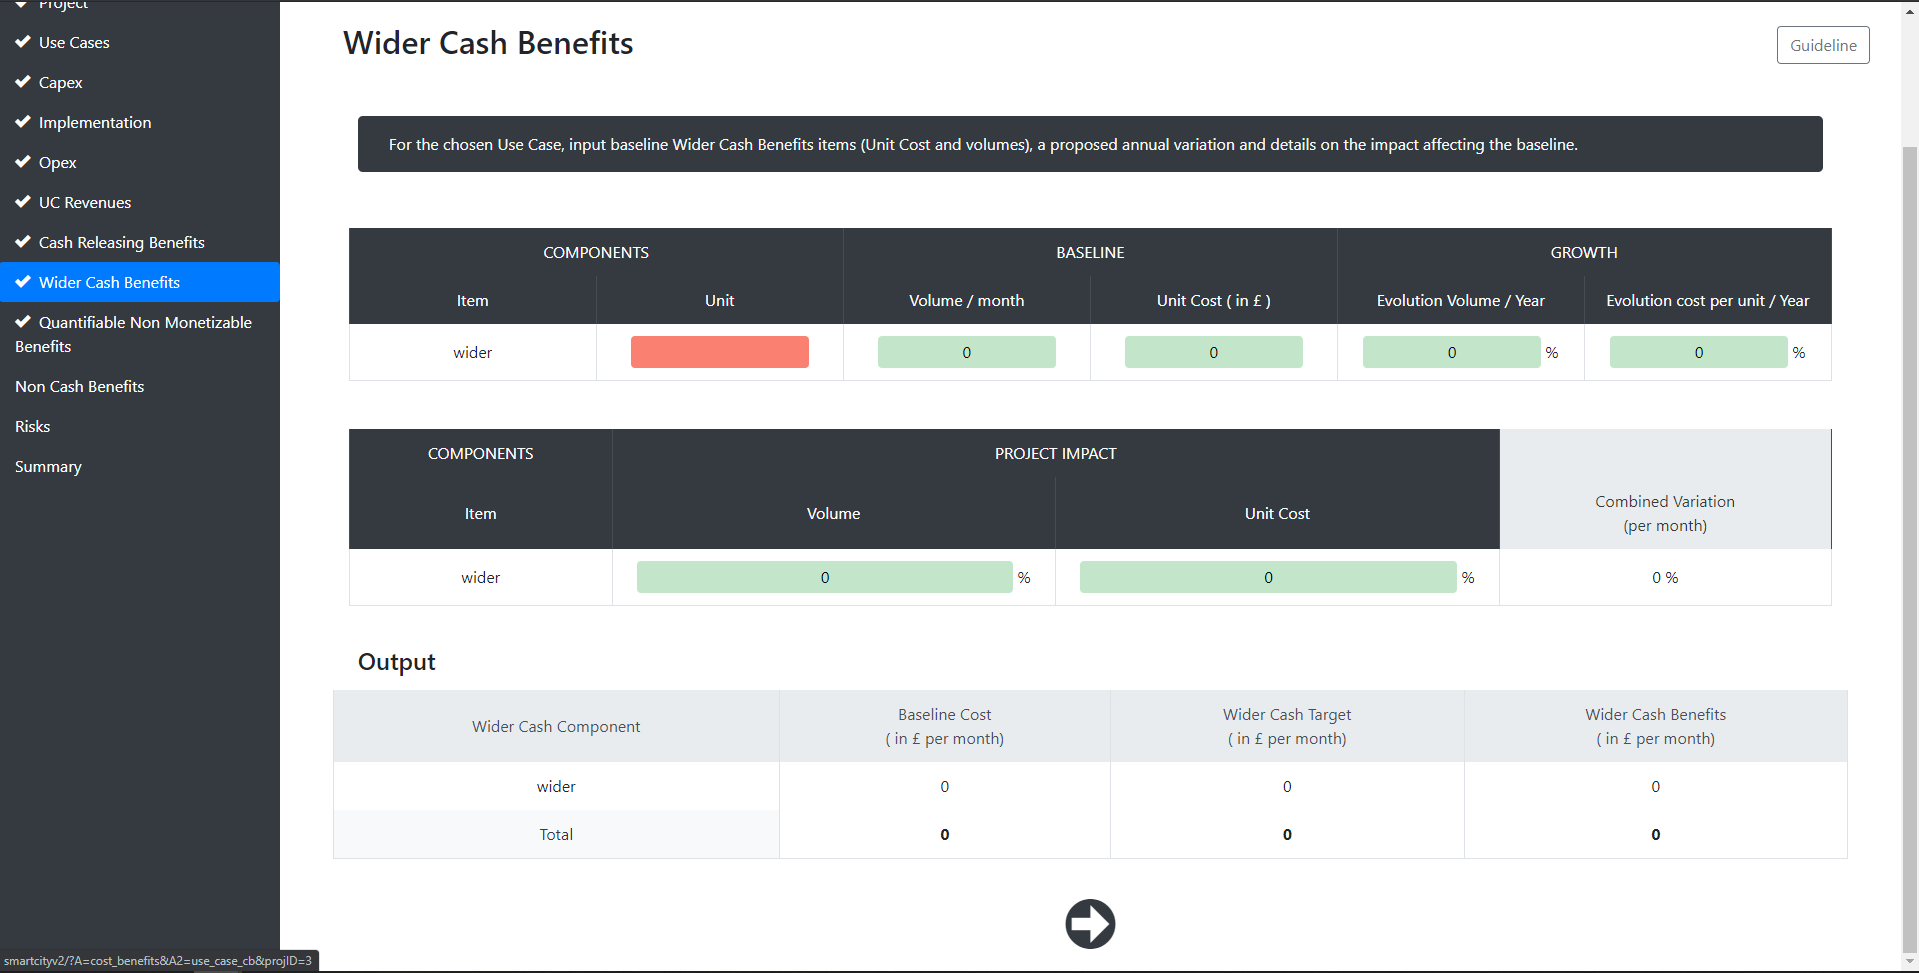 Project
Use Cases
Capex
Implementation
Opex
UC Revenues
Cash Releasing Benefits
Wider Cash Benefits
Quantifiable Non Monetizable
Benefits
Non Cash Benefits
Risks
Summary
Wider Cash Benefits
Guideline
For the chosen Use Case, input baseline Wider Cash Benefits items (Unit Cost and volumes), a proposed annual variation and details on the impact affecting the baseline.
COMPONENTS BASELINE GROWTH
Item Unit Volume / month Unit Cost ( in £ ) Evolution Volume / Year Evolution cost per unit / Year
wider 0 0 0 % 0 %
COMPONENTS PROJECT IMPACT
Item Volume Unit Cost Combined Variation
(per month)
wider 0 % 0 % 0 %
Output
Wider Cash Component Baseline Cost Wider Cash Target Wider Cash Benefits
( in £ per month) ( in £ per month) ( in £ per month)
wider 0 0 0
Total 0 0 0
smartcityv2/?A=cost_benefits&A2=use_case_cb&projID=3